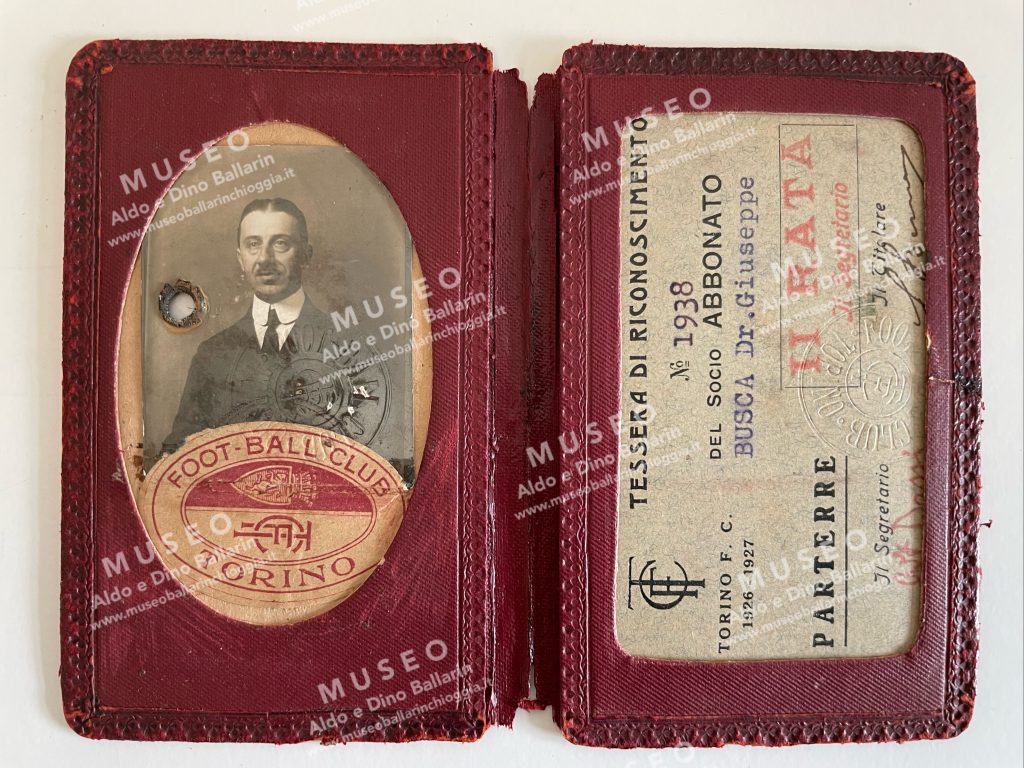 FOOT-BALL CLUB
TORINO
TFC
TESSERA DI RICONOSCIMENTO
№ 1938
TORINO F. C.
DEL SOCIO ABBONATO
1926-1927
BUSCA Dr.Giuseppe
II RATA
Il Segretario
PARTERRE
Il Segretario
Il Titolare
MUSEO
Aldo e Dino Ballarin
www.museoballarinchioggia.it